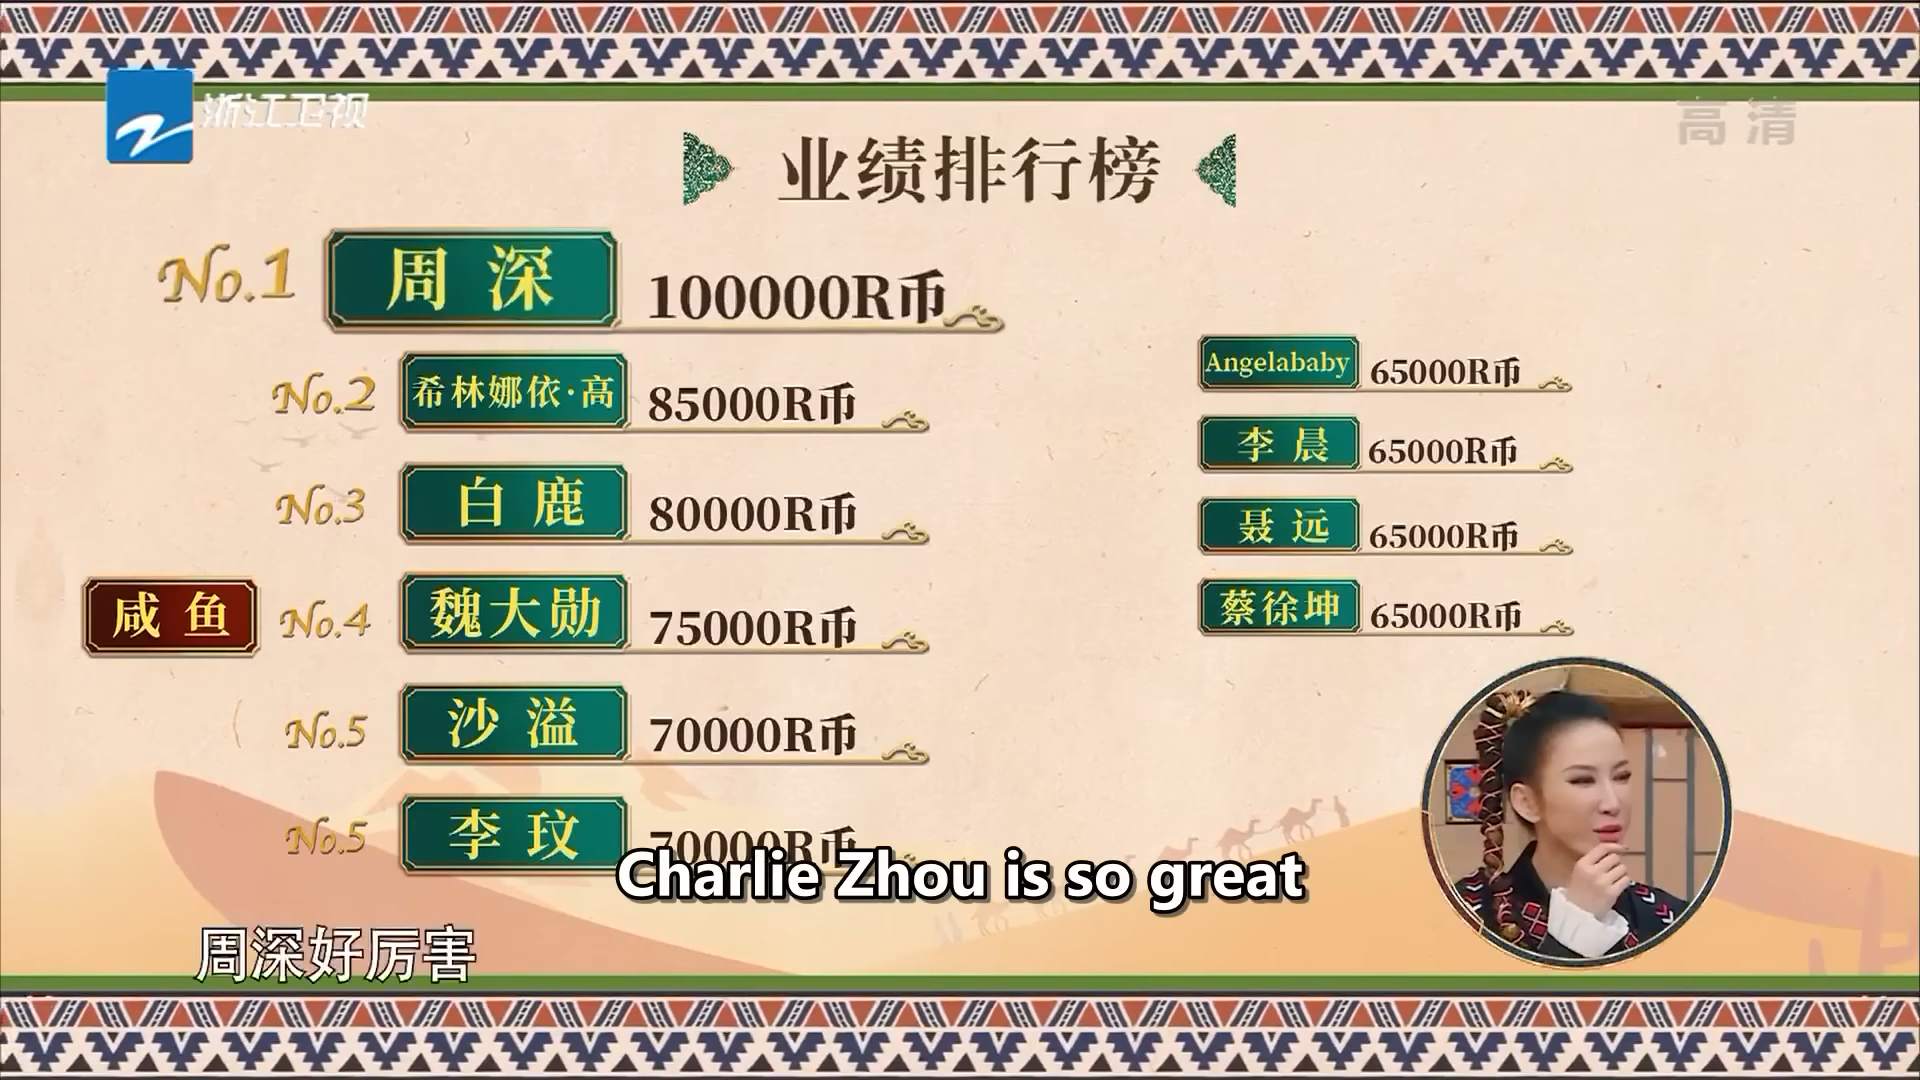 浙江卫视
高清
业绩排行榜
No.1 周深 100000R币
No.2 希林娜依·高 85000R币
No.3 白鹿 80000R币
咸鱼 No.4 魏大勋 75000R币
No.5 沙溢 70000R币
No.5 李玟 70000R币
Angelababy 65000R币
李晨 65000R币
聂远 65000R币
蔡徐坤 65000R币
Charlie Zhou is so great
周深好厉害